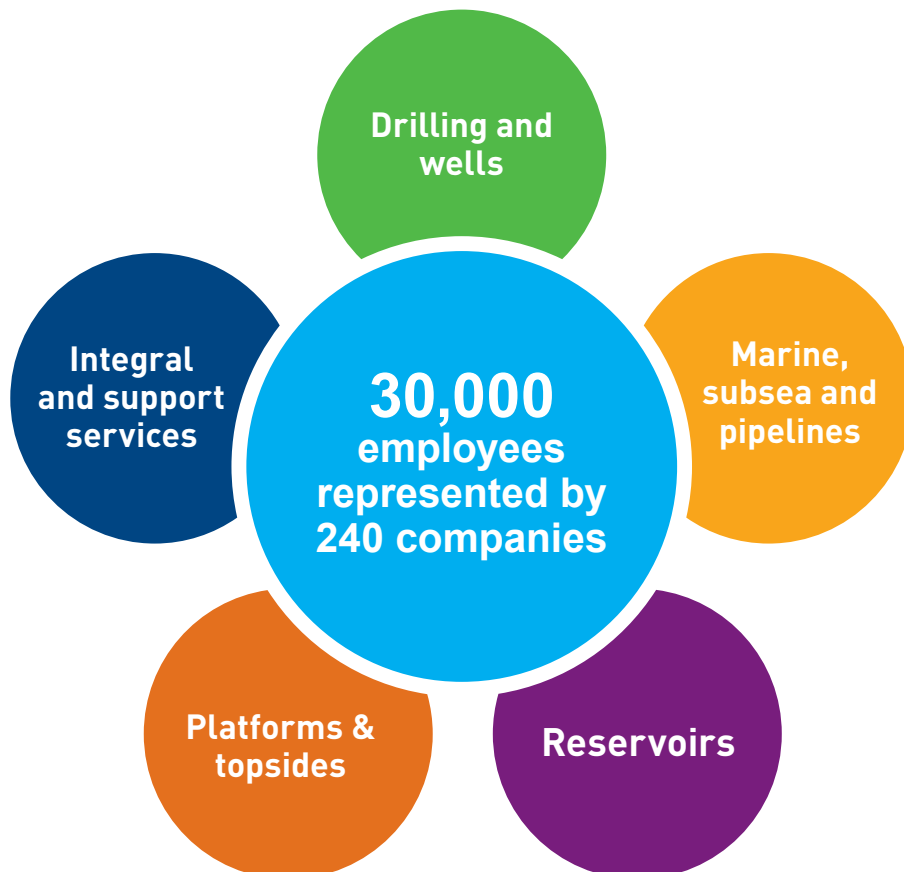 Drilling and
wells
Integral
and support
services
30,000
employees
represented by
240 companies
Marine,
subsea and
pipelines
Platforms &
topsides
Reservoirs